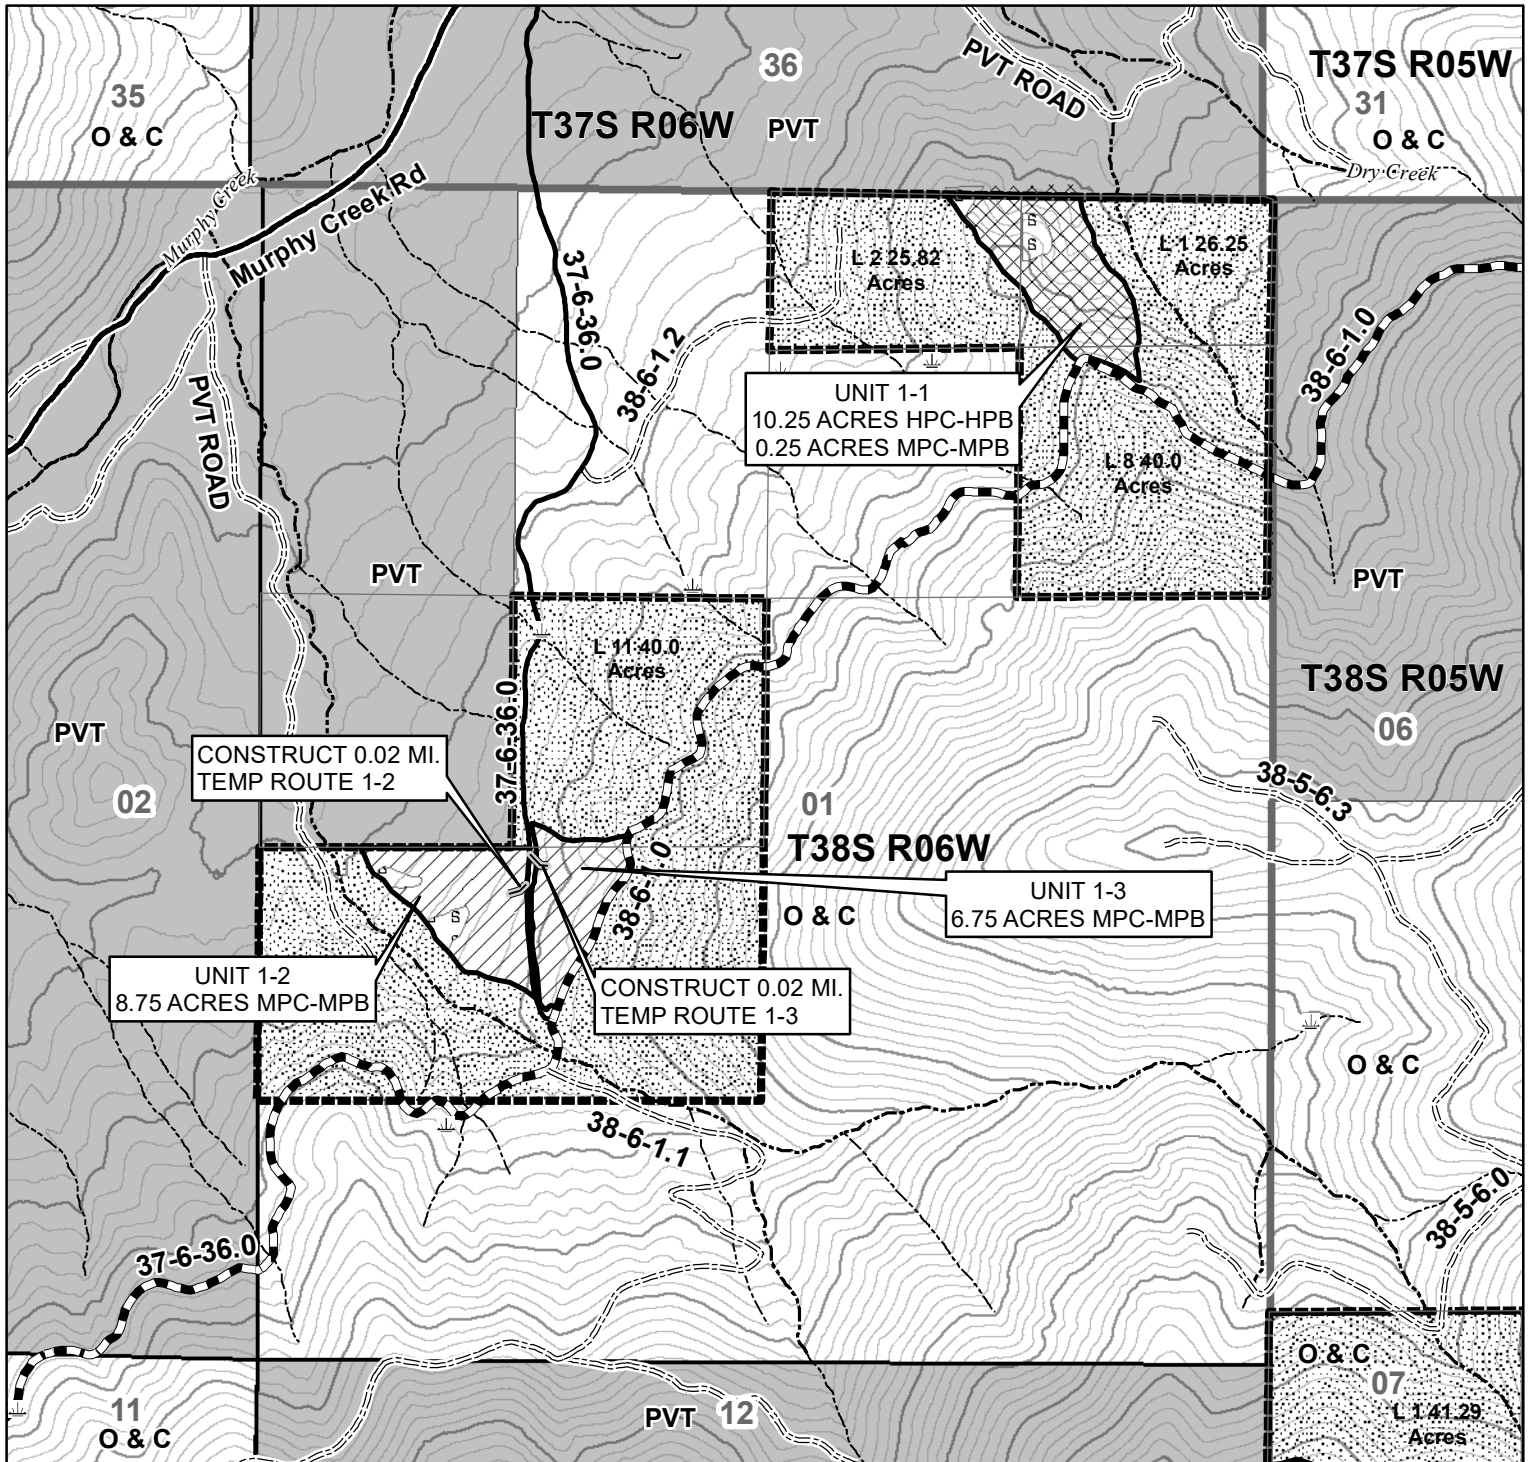 35
O & C
36
T37S R06W PVT
PVT ROAD
T37S R05W
31
O & C
Dry Creek
Murphy Creek
Murphy Creek Rd
37-6-36.0
38-6-1.2
L 2 25.82
Acres
S
S
L 1 26.25
Acres
38-6-1.0
PVT ROAD
UNIT 1-1
10.25 ACRES HPC-HPB
0.25 ACRES MPC-MPB
L 8 40.0
Acres
PVT
PVT
L 11 40.0
Acres
37-6-36.0
T38S R05W
06
PVT
02
CONSTRUCT 0.02 MI.
TEMP ROUTE 1-2
01
T38S R06W
O & C
38-5-6.3
UNIT 1-3
6.75 ACRES MPC-MPB
S
UNIT 1-2
8.75 ACRES MPC-MPB
CONSTRUCT 0.02 MI.
TEMP ROUTE 1-3
O & C
38-6-1.1
38-5-6.0
37-6-36.0
11
O & C
PVT 12
O & C
07
L 1 41.29
Acres